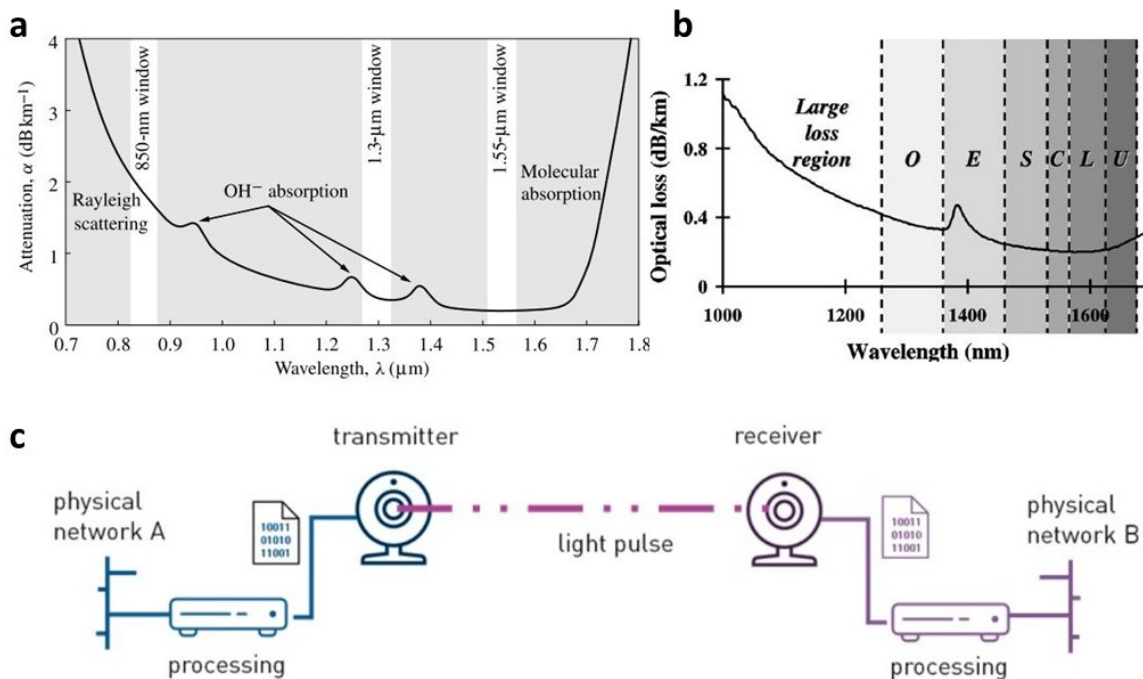 a
4
3
2
1
0
Attenuation, α (dB km⁻¹)
850-nm window
1.3-μm window
1.55-μm window
Rayleigh
scattering
OH⁻ absorption
Molecular
absorption
0.7 0.8 0.9 1.0 1.1 1.2 1.3 1.4 1.5 1.6 1.7 1.8
Wavelength, λ (μm)
b
1.2
0.8
0.4
0
Optical loss (dB/km)
Large
loss
region
O E S C L U
1000 1200 1400 1600
Wavelength (nm)
c
transmitter
receiver
physical
network A
10011
01010
11001
light pulse
10011
01010
11001
physical
network B
processing
processing